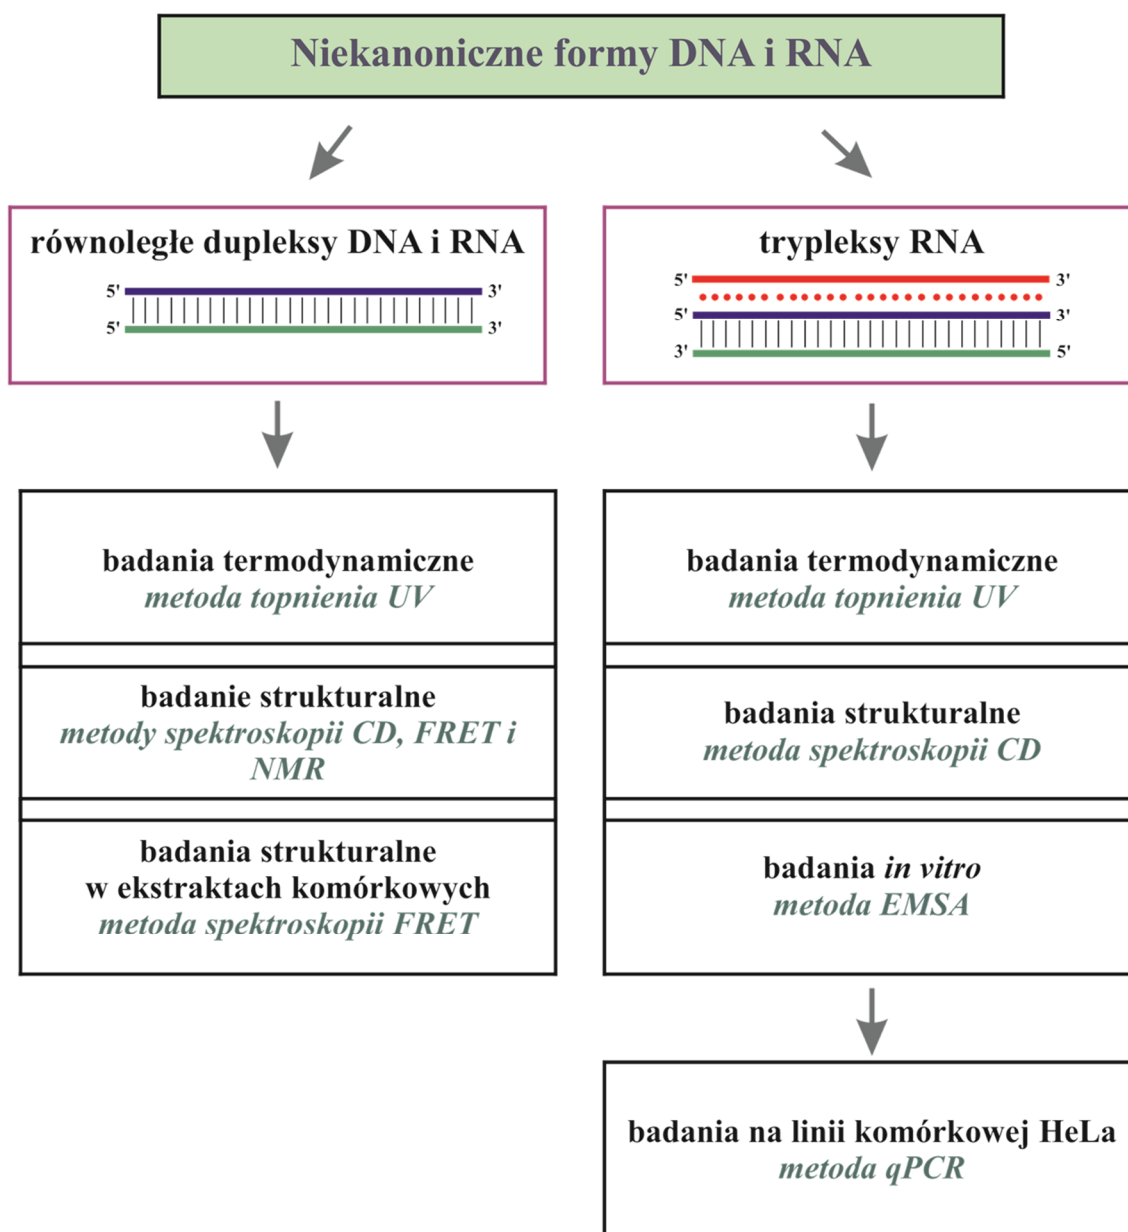 Niekanoniczne formy DNA i RNA
równoległe dupleksy DNA i RNA
5' 3'
5' 3'
trypleksy RNA
5' 3'
5' 3'
3' 5'
badania termodynamiczne
metoda topnienia UV
badanie strukturalne
metody spektroskopii CD, FRET i
NMR
badania strukturalne
w ekstraktach komórkowych
metoda spektroskopii FRET
badania termodynamiczne
metoda topnienia UV
badania strukturalne
metoda spektroskopii CD
badania in vitro
metoda EMSA
badania na linii komórkowej HeLa
metoda qPCR